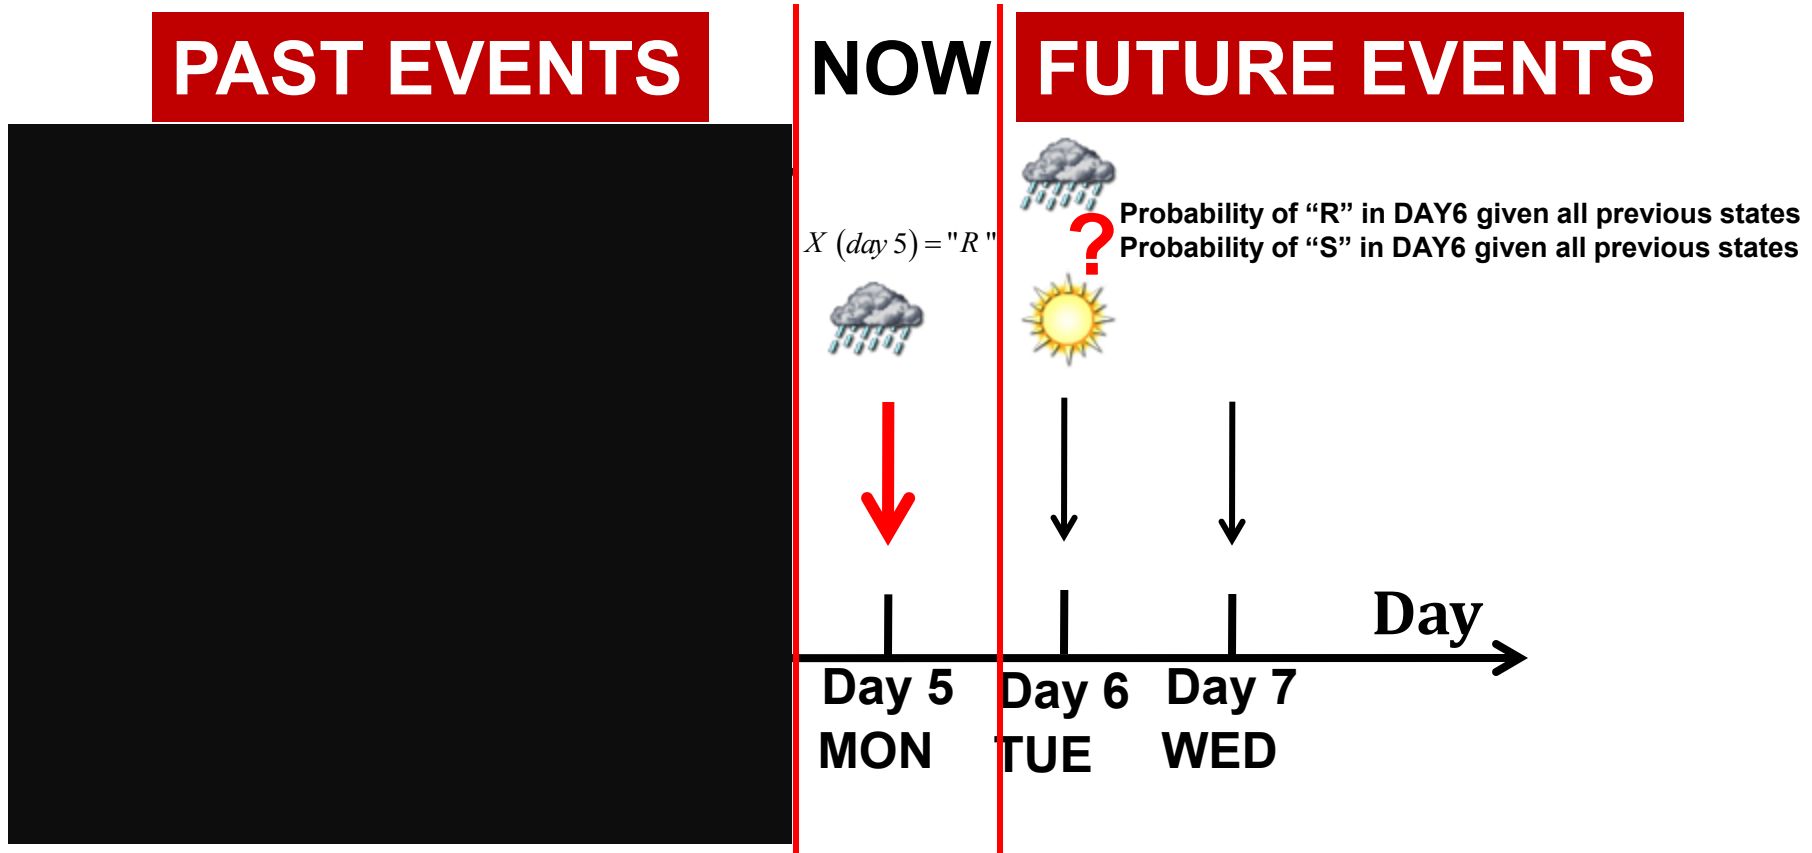 PAST EVENTS
NOW
FUTURE EVENTS
X (day 5) = "R"
?
Probability of “R” in DAY6 given all previous states
Probability of “S” in DAY6 given all previous states
Day
Day 5
Day 6
Day 7
MON
TUE
WED